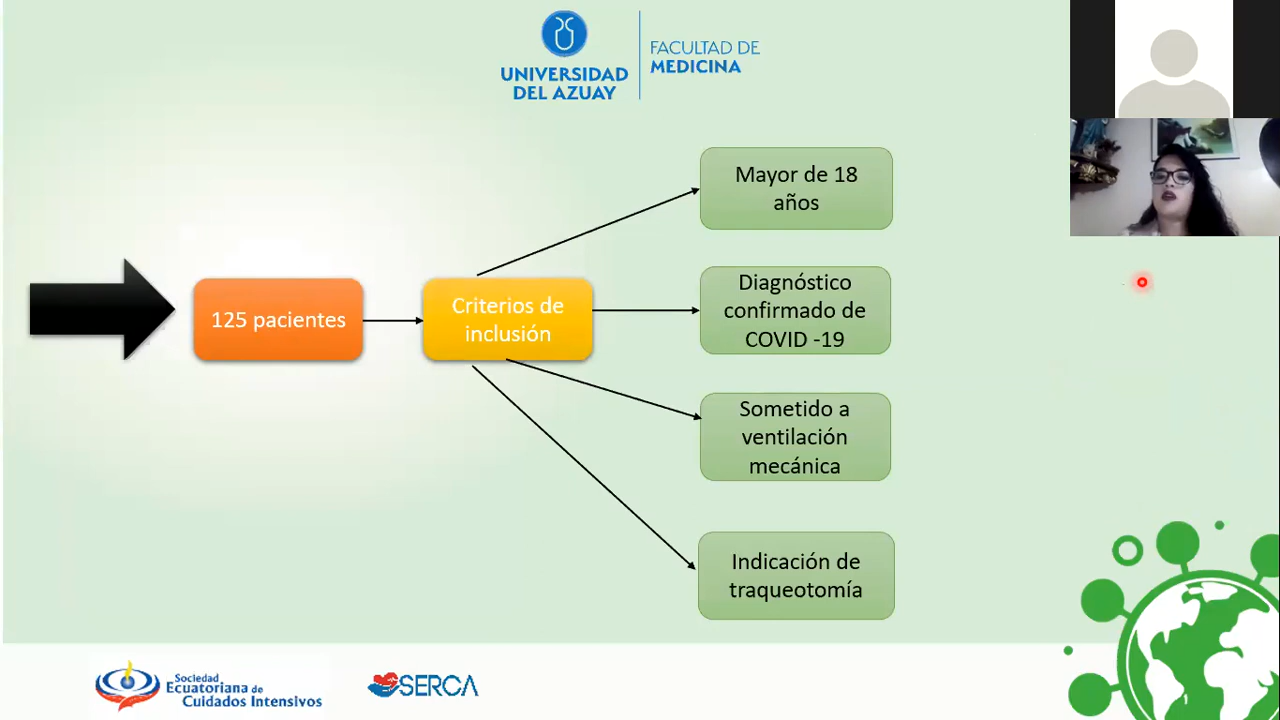 UNIVERSIDAD
DEL AZUAY
FACULTAD DE
MEDICINA
125 pacientes
Criterios de
inclusión
Mayor de 18
años
Diagnóstico
confirmado de
COVID -19
Sometido a
ventilación
mecánica
Indicación de
traqueotomía
Sociedad
Ecuatoriana de
Cuidados Intensivos
SERCA